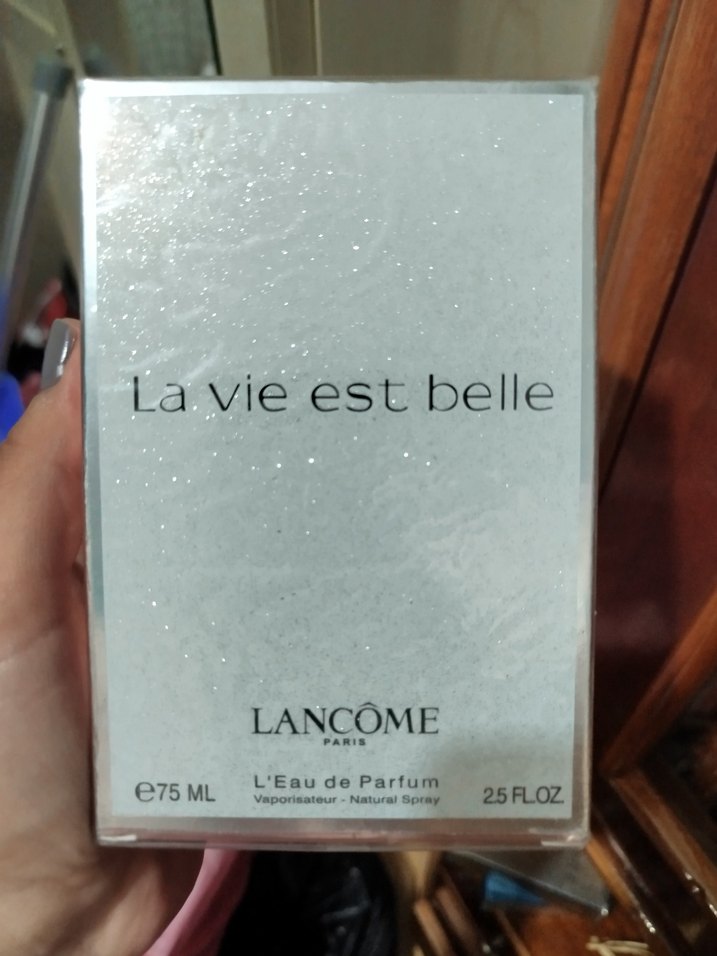 La vie est belle
LANCÔME
PARIS
℮75 ML
L'Eau de Parfum
Vaporisateur - Natural Spray
2.5 FL.OZ.